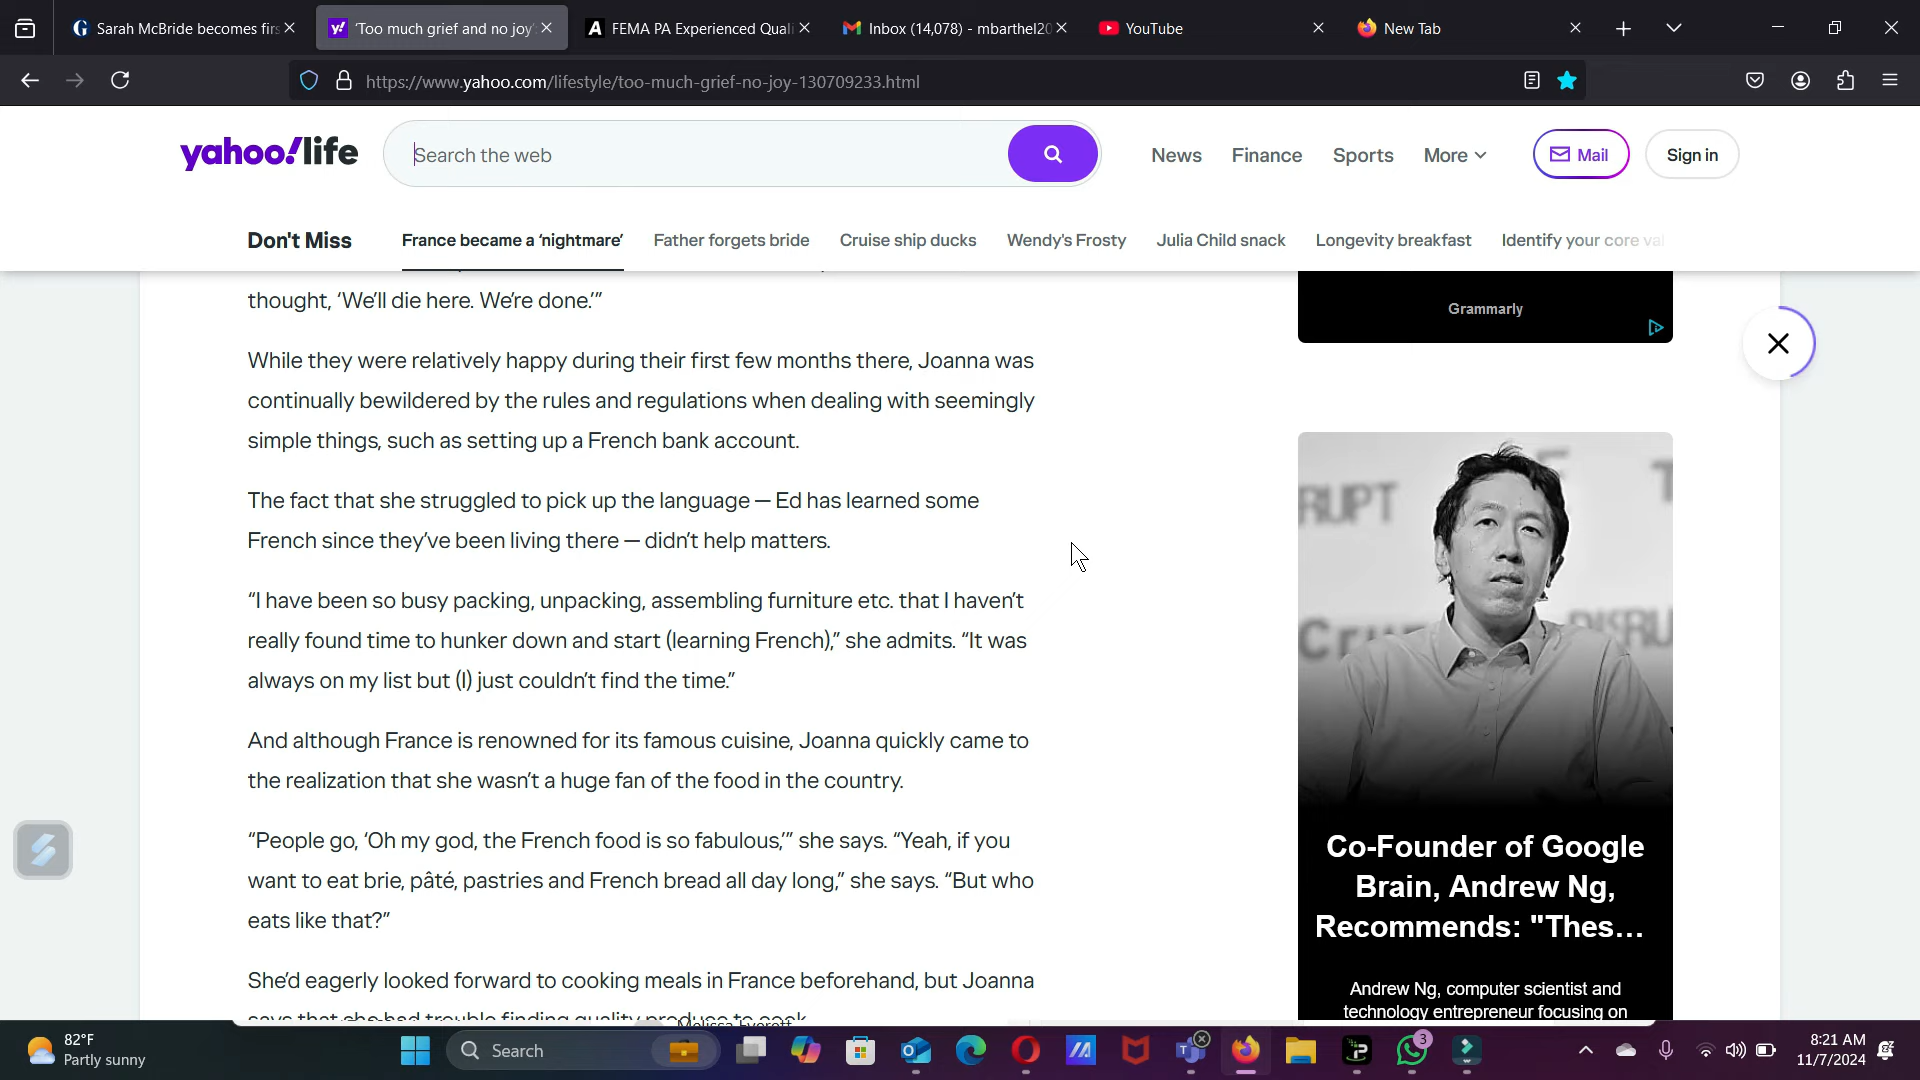 Sarah McBride becomes firs
'Too much grief and no joy'
FEMA PA Experienced Quali
Inbox (14,078) - mbarthel20
YouTube
New Tab
https://www.yahoo.com/lifestyle/too-much-grief-no-joy-130709233.html
yahoo!life
Search the web
News
Finance
Sports
More
Mail
Sign in
Don't Miss
France became a 'nightmare'
Father forgets bride
Cruise ship ducks
Wendy's Frosty
Julia Child snack
Longevity breakfast
Identify your core val
thought, 'We'll die here. We're done.'"
While they were relatively happy during their first few months there, Joanna was
continually bewildered by the rules and regulations when dealing with seemingly
simple things, such as setting up a French bank account.
The fact that she struggled to pick up the language — Ed has learned some
French since they've been living there — didn't help matters.
"I have been so busy packing, unpacking, assembling furniture etc. that I haven't
really found time to hunker down and start (learning French)," she admits. "It was
always on my list but (I) just couldn't find the time."
And although France is renowned for its famous cuisine, Joanna quickly came to
the realization that she wasn't a huge fan of the food in the country.
"People go, 'Oh my god, the French food is so fabulous,'" she says. "Yeah, if you
want to eat brie, pâté, pastries and French bread all day long," she says. "But who
eats like that?"
She'd eagerly looked forward to cooking meals in France beforehand, but Joanna
says that she had trouble finding quality produce to cook
Melissa Everett
Grammarly
RUPT
Co-Founder of Google
Brain, Andrew Ng,
Recommends: "Thes...
Andrew Ng, computer scientist and
technology entrepreneur focusing on
82°F
Partly sunny
Search
3
8:21 AM
11/7/2024